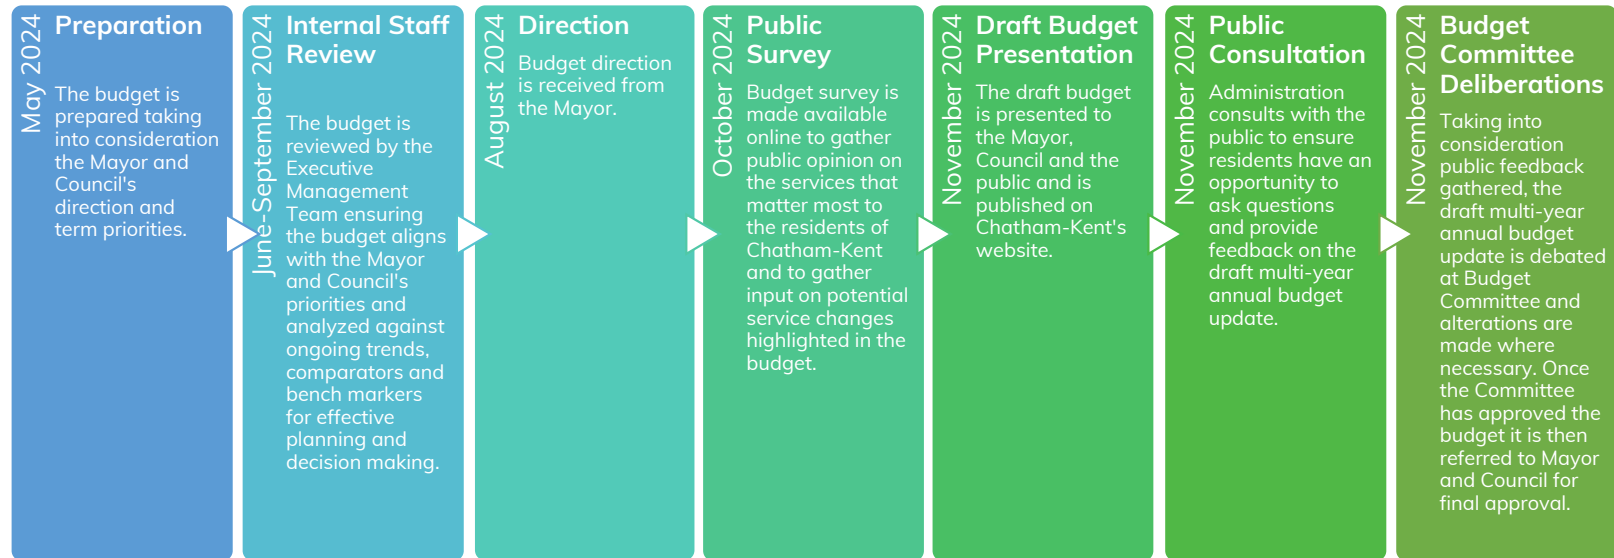 May 2024
Preparation
The budget is
prepared taking
into consideration
the Mayor and
Council's
direction and
term priorities.
June-September 2024
Internal Staff
Review
The budget is
reviewed by the
Executive
Management
Team ensuring
the budget aligns
with the Mayor
and Council's
priorities and
analyzed against
ongoing trends,
comparators and
bench markers
for effective
planning and
decision making.
August 2024
Direction
Budget direction
is received from
the Mayor.
October 2024
Public
Survey
Budget survey is
made available
online to gather
public opinion on
the services that
matter most to
the residents of
Chatham-Kent
and to gather
input on potential
service changes
highlighted in the
budget.
November 2024
Draft Budget
Presentation
The draft budget
is presented to
the Mayor,
Council and the
public and is
published on
Chatham-Kent's
website.
November 2024
Public
Consultation
Administration
consults with the
public to ensure
residents have an
opportunity to
ask questions
and provide
feedback on the
draft multi-year
annual budget
update.
November 2024
Budget
Committee
Deliberations
Taking into
consideration
public feedback
gathered, the
draft multi-year
annual budget
update is debated
at Budget
Committee and
alterations are
made where
necessary. Once
the Committee
has approved the
budget it is then
referred to Mayor
and Council for
final approval.